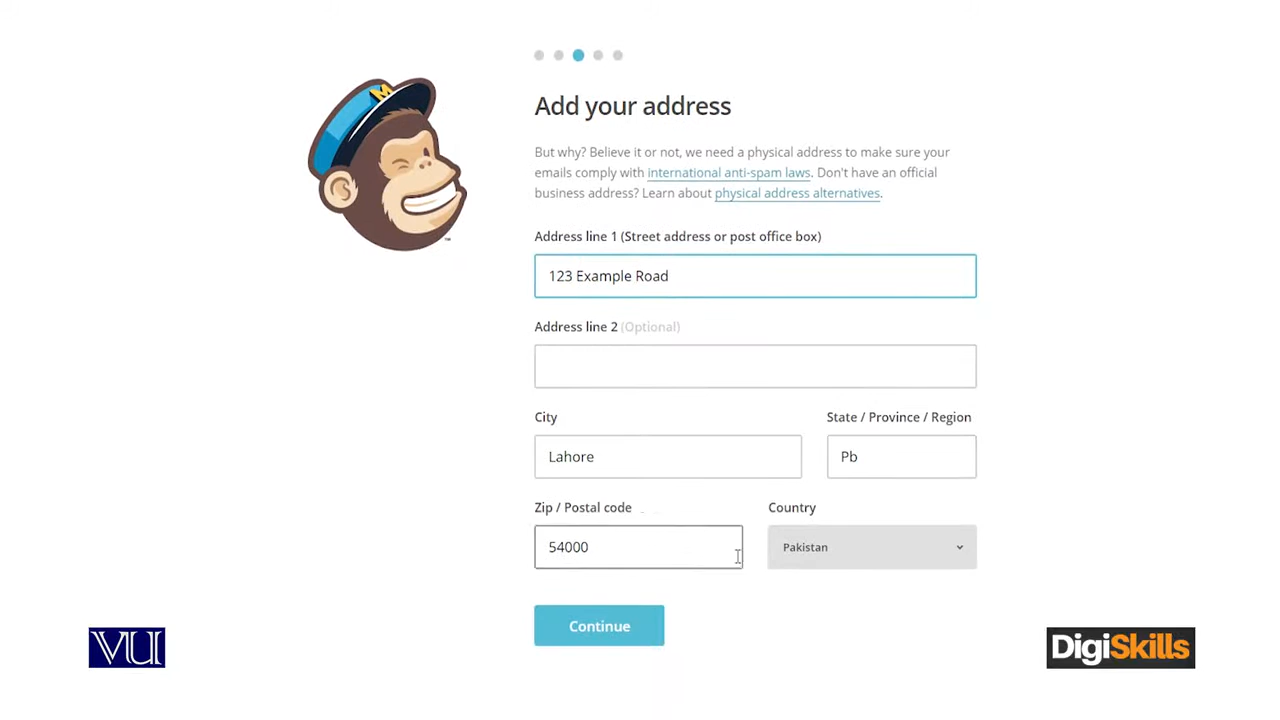 M
Add your address
But why? Believe it or not, we need a physical address to make sure your
emails comply with international anti-spam laws. Don't have an official
business address? Learn about physical address alternatives.
Address line 1 (Street address or post office box)
123 Example Road
Address line 2 (Optional)
City
State / Province / Region
Lahore
Pb
Zip / Postal code
Country
54000
Pakistan
Continue
VU
DigiSkills